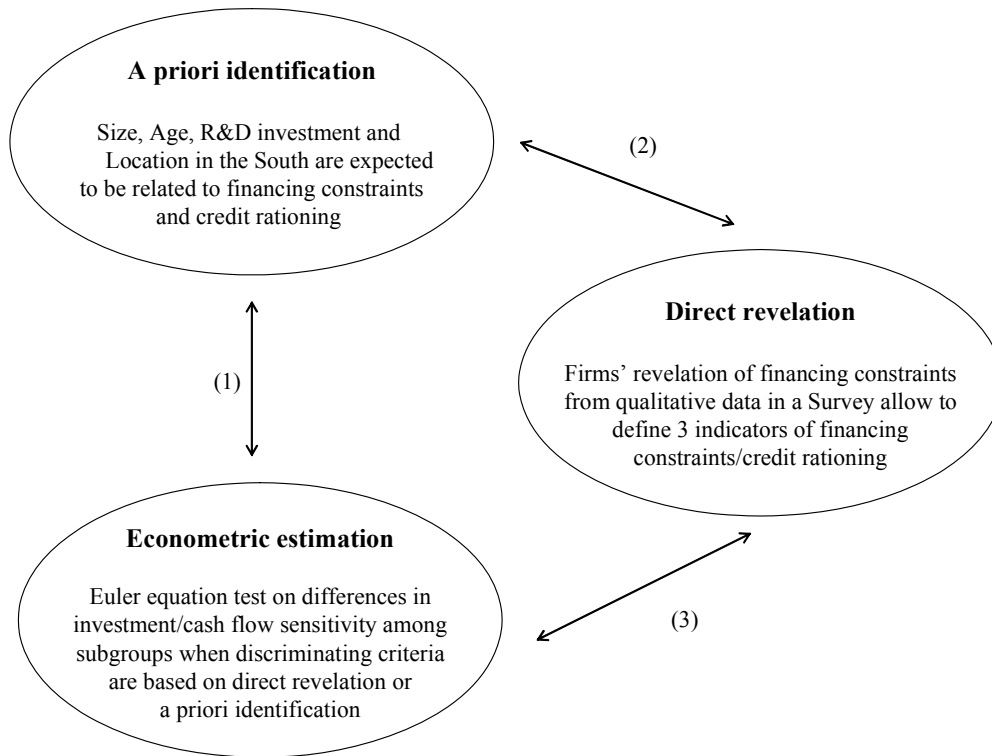 A priori identification
Size, Age, R&D investment and
Location in the South are expected
to be related to financing constraints
and credit rationing
(2)
Direct revelation
Firms’ revelation of financing constraints
from qualitative data in a Survey allow to
define 3 indicators of financing
constraints/credit rationing
(1)
Econometric estimation
Euler equation test on differences in
investment/cash flow sensitivity among
subgroups when discriminating criteria
are based on direct revelation or
a priori identification
(3)